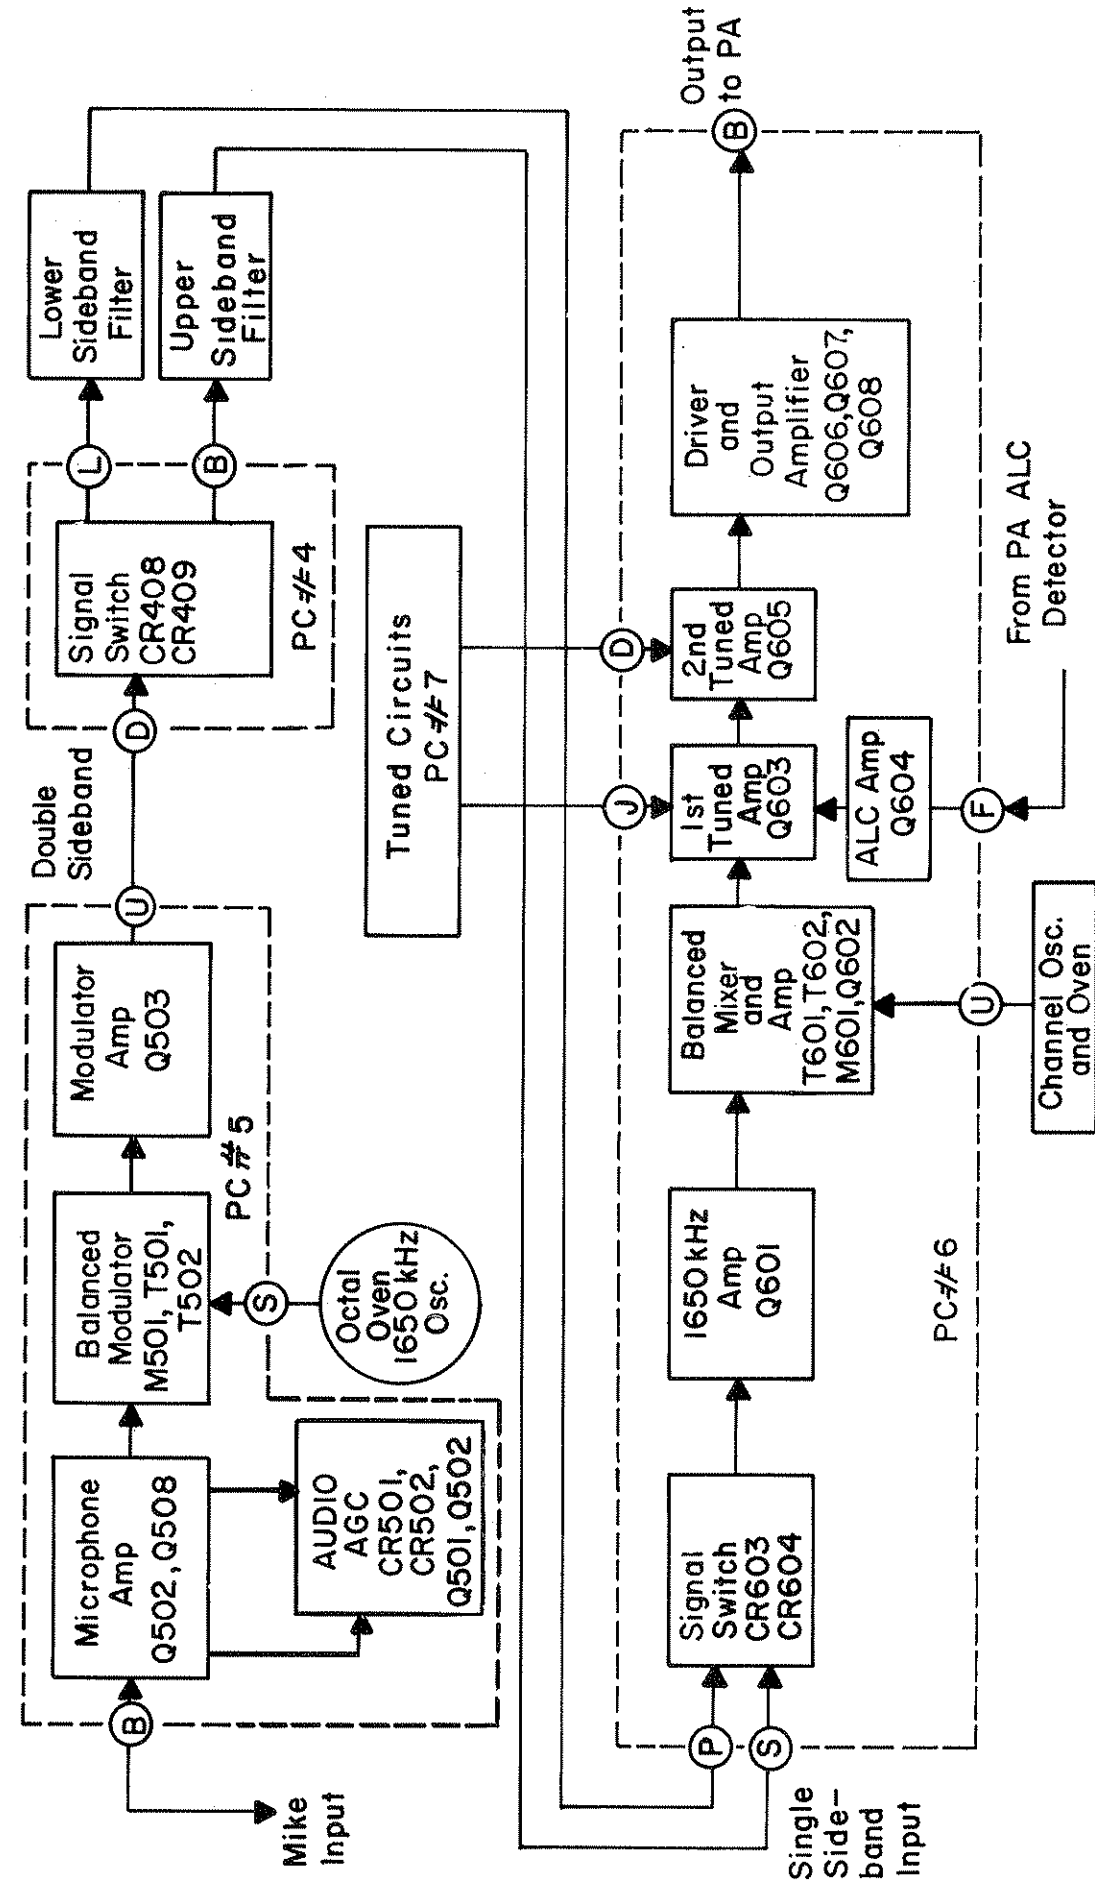 Mike
Input
B
Microphone
Amp
Q502,Q508
AUDIO
AGC
CR501,
CR502,
Q501,Q502
Balanced
Modulator
M501, T501,
T502
S
Octal
Oven
1650kHz
Osc.
PC#5
Modulator
Amp
Q503
U
Double
Sideband
D
Signal
Switch
CR408
CR409
PC#4
L
B
Lower
Sideband
Filter
Upper
Sideband
Filter
Tuned Circuits
PC#7
Single
Side-
band
Input
P
S
Signal
Switch
CR603
CR604
1650kHz
Amp
Q601
PC#6
Balanced
Mixer
and
Amp
T601,T602,
M601,Q602
U
Channel Osc.
and Oven
J
1st
Tuned
Amp
Q603
ALC Amp
Q604
F
From PA ALC
Detector
D
2nd
Tuned
Amp
Q605
Driver
and
Output
Amplifier
Q606,Q607,
Q608
B
Output
to PA